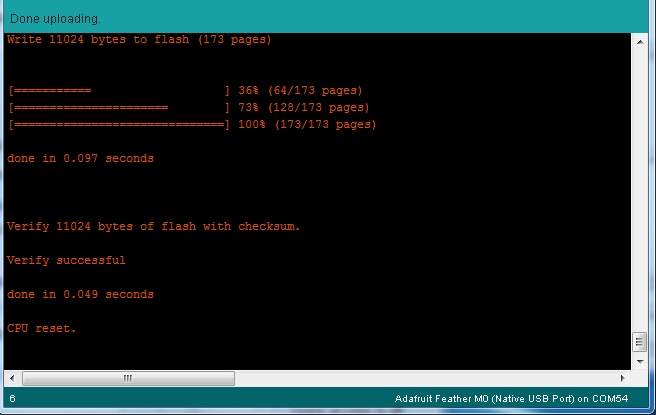 Done uploading.
Write 11024 bytes to flash (173 pages)
[===========                   ] 36% (64/173 pages)
[======================        ] 73% (128/173 pages)
[==============================] 100% (173/173 pages)
done in 0.097 seconds
Verify 11024 bytes of flash with checksum.
Verify successful
done in 0.049 seconds
CPU reset.
6
Adafruit Feather M0 (Native USB Port) on COM54